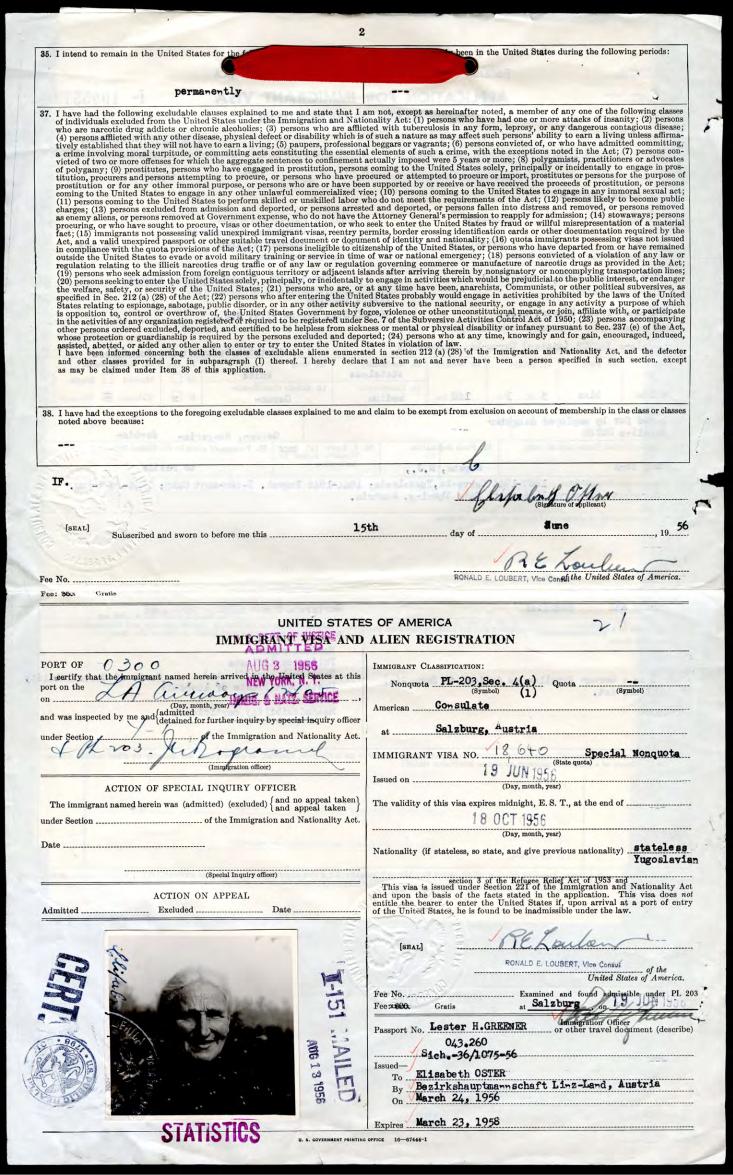 2
35. I intend to remain in the United States for the
been in the United States during the following periods:
permanently
---
37. I have had the following excludable clauses explained to me and state that I am not, except as hereinafter noted, a member of any one of the following classes
of individuals excluded from the United States under the Immigration and Nationality Act: (1) persons who have had one or more attacks of insanity; (2) persons
who are narcotic drug addicts or chronic alcoholics; (3) persons who are afflicted with tuberculosis in any form, leprosy, or any dangerous contagious disease;
(4) persons afflicted with any other disease, physical defect or disability which is of such a nature as may affect such persons' ability to earn a living unless affirma-
tively established that they will not have to earn a living; (5) paupers, professional beggars or vagrants; (6) persons convicted of, or who have admitted committing,
a crime involving moral turpitude, or committing acts constituting the essential elements of such a crime, with the exceptions noted in the Act; (7) persons con-
victed of two or more offenses for which the aggregate sentences to confinement actually imposed were 5 years or more; (8) polygamists, practitioners or advocates
of polygamy; (9) prostitutes, persons who have engaged in prostitution, persons coming to the United States solely, principally or incidentally to engage in pros-
titution, procurers and persons attempting to procure, or persons who have procured or attempted to procure or import, prostitutes or persons for the purpose of
prostitution or for any other immoral purpose, or persons who are or have been supported by or receive or have received the proceeds of prostitution, or persons
coming to the United States to engage in any other unlawful commercialized vice; (10) persons coming to the United States to engage in any immoral sexual act;
(11) persons coming to the United States to perform skilled or unskilled labor who do not meet the requirements of the Act; (12) persons likely to become public
charges; (13) persons excluded from admission and deported, or persons arrested and deported, or persons fallen into distress and removed, or persons removed
as enemy aliens, or persons removed at Government expense, who do not have the Attorney General's permission to reapply for admission; (14) stowaways; persons
procuring, or who have sought to procure, visas or other documentation, or who seek to enter the United States by fraud or willful misrepresentation of a material
fact; (15) immigrants not possessing valid unexpired immigrant visas, reentry permits, border crossing identification cards or other documentation required by the
Act, and a valid unexpired passport or other suitable travel document or document of identity and nationality; (16) quota immigrants possessing visas not issued
in compliance with the quota provisions of the Act; (17) persons ineligible to citizenship of the United States, or persons who have departed from or have remained
outside the United States to evade or avoid military training or service in time of war or national emergency; (18) persons convicted of a violation of any law or
regulation relating to the illicit narcotics drug traffic or of any law or regulation governing commerce or manufacture of narcotic drugs as provided in the Act;
(19) persons who seek admission from foreign contiguous territory or adjacent islands after arriving therein by nonsignatory or noncomplying transportation lines;
(20) persons seeking to enter the United States solely, principally, or incidentally to engage in activities which would be prejudicial to the public interest, or endanger
the welfare, safety, or security of the United States; (21) persons who are, or at any time have been, anarchists, Communists, or other political subversives, as
specified in Sec. 212 (a) (28) of the Act; (22) persons who after entering the United States probably would engage in activities prohibited by the laws of the United
States relating to espionage, sabotage, public disorder, or in any other activity subversive to the national security, or engage in activity a purpose of which
is opposition to, control or overthrow of, the United States Government by force, violence or other unconstitutional means, or join, affiliate with, or participate
in the activities of any organization registered or required to be registered under Sec. 7 of the Subversive Activities Control Act of 1950; (23) persons accompanying
other persons ordered excluded, deported, and certified to be helpless from sickness or mental or physical disability or infancy pursuant to Sec. 237 (e) of the Act,
whose protection or guardianship is required by the persons ordered excluded and deported; (24) persons who at any time, knowingly and for gain, encouraged, induced,
assisted, abetted, or aided any other alien to enter or try to enter the United States in violation of law.
I have been informed concerning both the classes of excludable aliens enumerated in section 212 (a) (28) of the Immigration and Nationality Act, and the defector
and other classes provided for in subparagraph (I) thereof. I hereby declare that I am not and never have been a person specified in such section, except
as may be claimed under Item 38 of this application.
38. I have had the exceptions to the foregoing excludable classes explained to me and claim to be exempt from exclusion on account of membership in the class or classes
noted above because:
---
IF.
(Signature of applicant)
[SEAL] Subscribed and sworn to before me this 15th day of June , 19 56
RE Loubert
RONALD E. LOUBERT, Vice Consul of the United States of America.
Fee No.
Fee: Gratis
UNITED STATES OF AMERICA
21
IMMIGRANT VISA AND ALIEN REGISTRATION
ADMITTED
AUG 3 1956
NEW YORK, N. Y.
IMMIG. & NATZ. SERVICE
PORT OF 0300
I certify that the immigrant named herein arrived in the United States at this
port on the
on
(Day, month, year)
and was inspected by me and {admitted
{detained for further inquiry by special inquiry officer
under Section of the Immigration and Nationality Act.
(Immigration officer)
ACTION OF SPECIAL INQUIRY OFFICER
The immigrant named herein was (admitted) (excluded) {and no appeal taken}
{and appeal taken}
under Section of the Immigration and Nationality Act.
Date
(Special Inquiry officer)
ACTION ON APPEAL
Admitted Excluded Date
CERT
I-151 MAILED
AUG 13 1956
STATISTICS
IMMIGRANT CLASSIFICATION:
Nonquota PL-203,Sec. 4(a) Quota --
(Symbol) (1) (Symbol)
American Consulate
at Salzburg, Austria
IMMIGRANT VISA NO. 18640 Special Nonquota
(State quota)
Issued on 19 JUN 1956
(Day, month, year)
The validity of this visa expires midnight, E. S. T., at the end of
18 OCT 1956
(Day, month, year)
Nationality (if stateless, so state, and give previous nationality) stateless
Yugoslavian
section 3 of the Refugee Relief Act of 1953 and
This visa is issued under Section 221 of the Immigration and Nationality Act
and upon the basis of the facts stated in the application. This visa does not
entitle the bearer to enter the United States if, upon arrival at a port of entry
of the United States, he is found to be inadmissible under the law.
[SEAL]
RE Loubert
RONALD E. LOUBERT, Vice Consul
of the
United States of America.
Fee No. Examined and found admissible under PL 203
Fee: Gratis at Salzburg on 19 JUN 1956
Immigration Officer
Passport No. Lester H.GREENER or other travel document (describe)
043.260
Sich.-36/1075-56
Issued—
To Elisabeth OSTER
By Bezirkshauptmannschaft Linz-Land, Austria
On March 24, 1956
Expires March 23, 1958
U. S. GOVERNMENT PRINTING OFFICE 16—67446-1